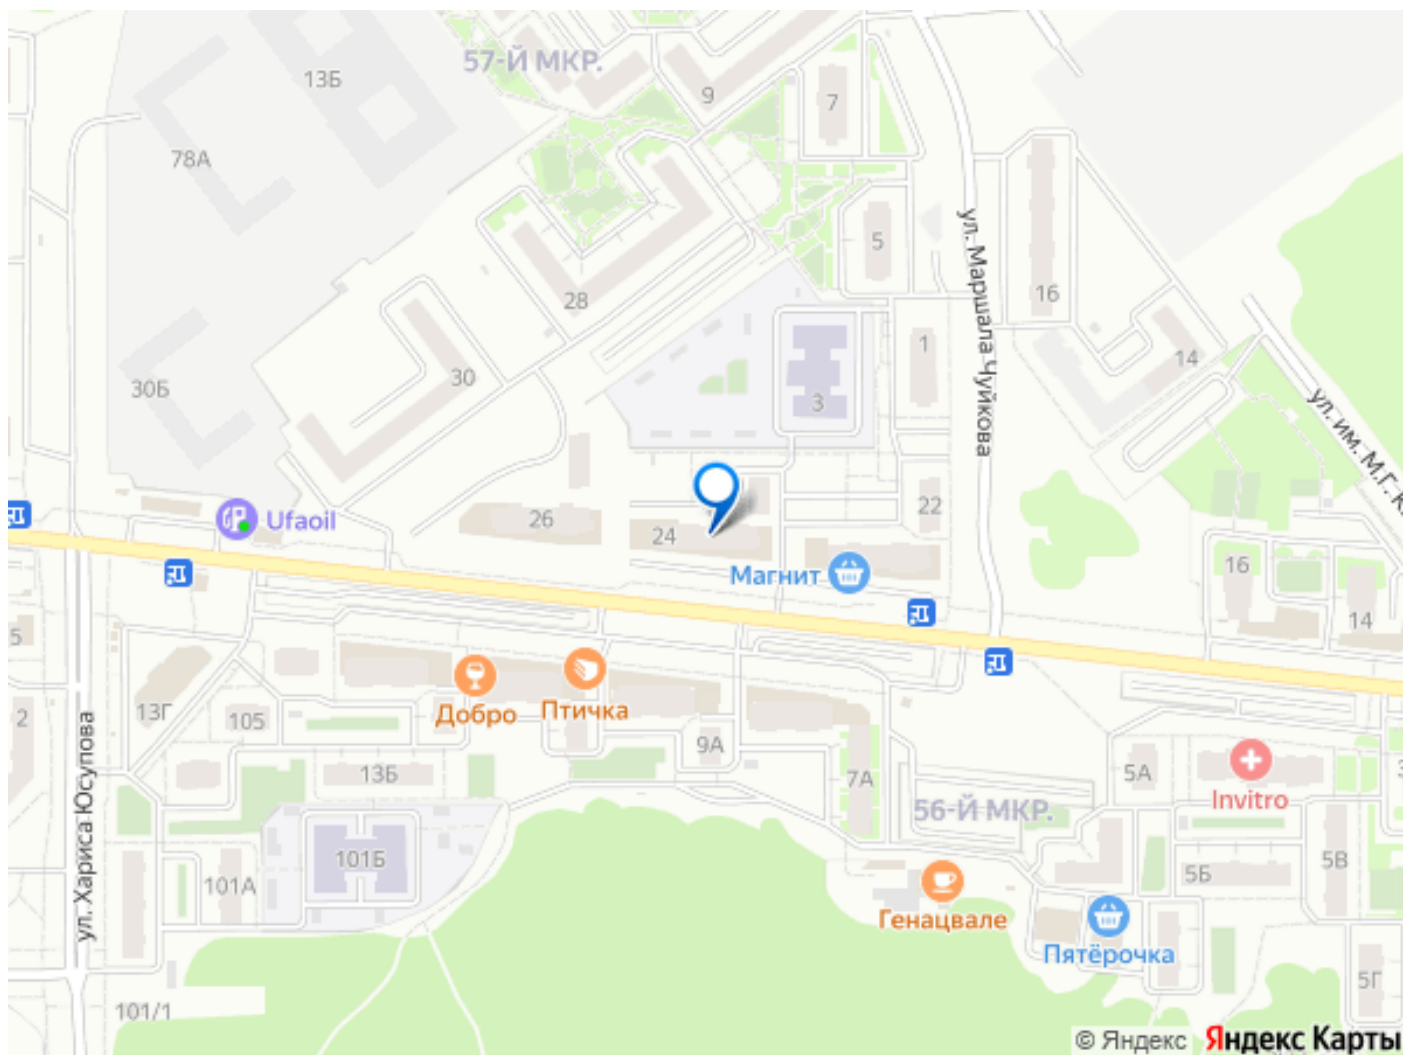 57-Й МКР.
13Б
9
7
78А
5
ул. Маршала Чуйкова
16
28
1
14
30
30Б
3
ул. им. М.Г. К
22
26
24
Ufaoil
Магнит
16
14
5
2
13Г
105
Добро
Птичка
9А
13Б
7А
5А
Invitro
ул. Хариса Юсупова
56-Й МКР.
101Б
101А
5В
5Б
Генацвале
Пятёрочка
5Г
101/1
© Яндекс Яндекс Карты